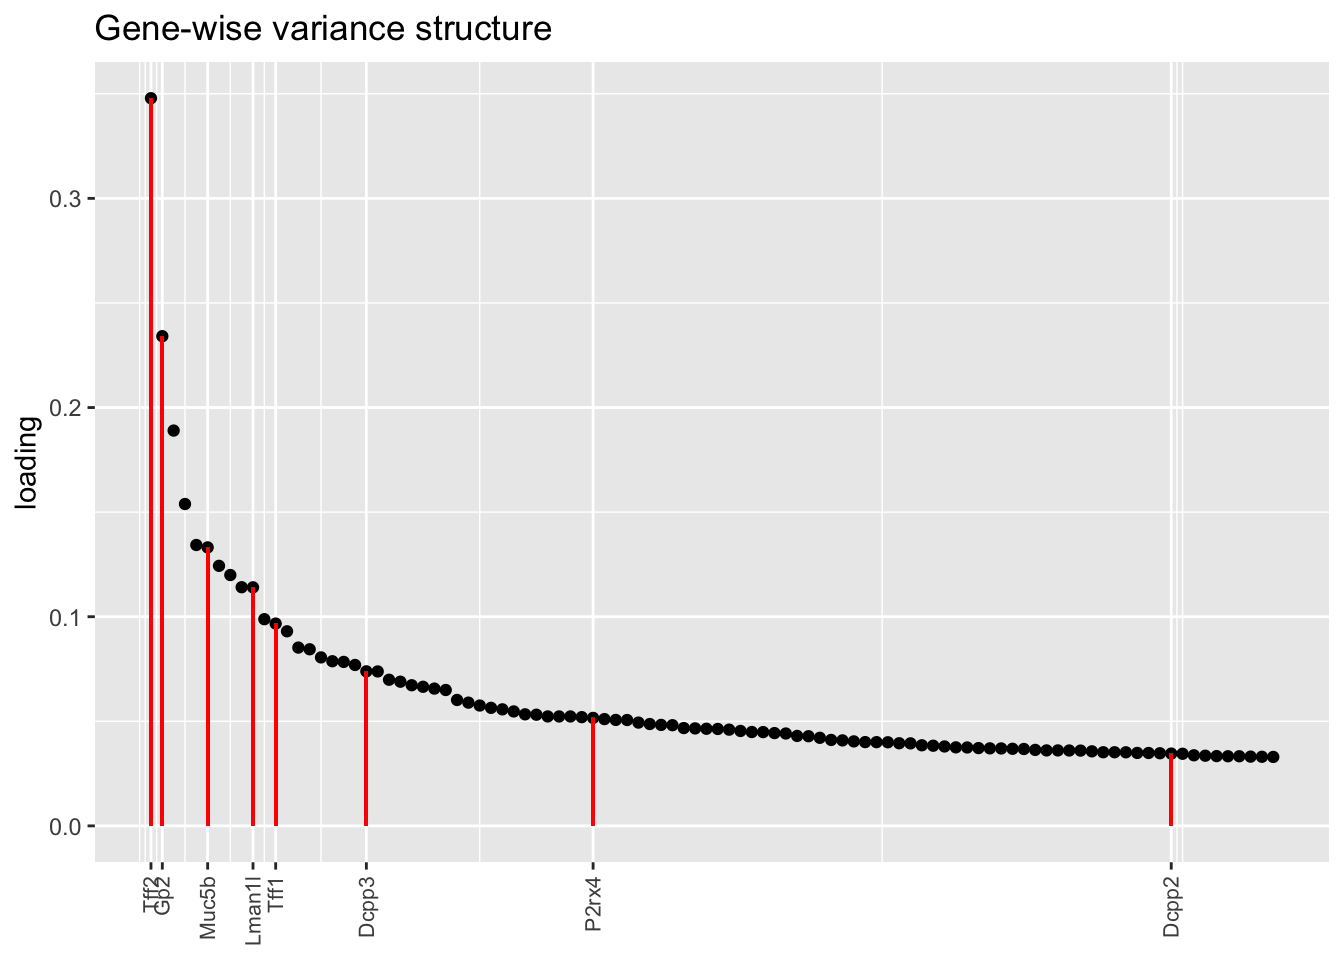 Gene-wise variance structure
loading
0.3
0.2
0.1
0.0
Tff2
Gp2
Muc5b
Lman1l
Tff1
Dcpp3
P2rx4
Dcpp2